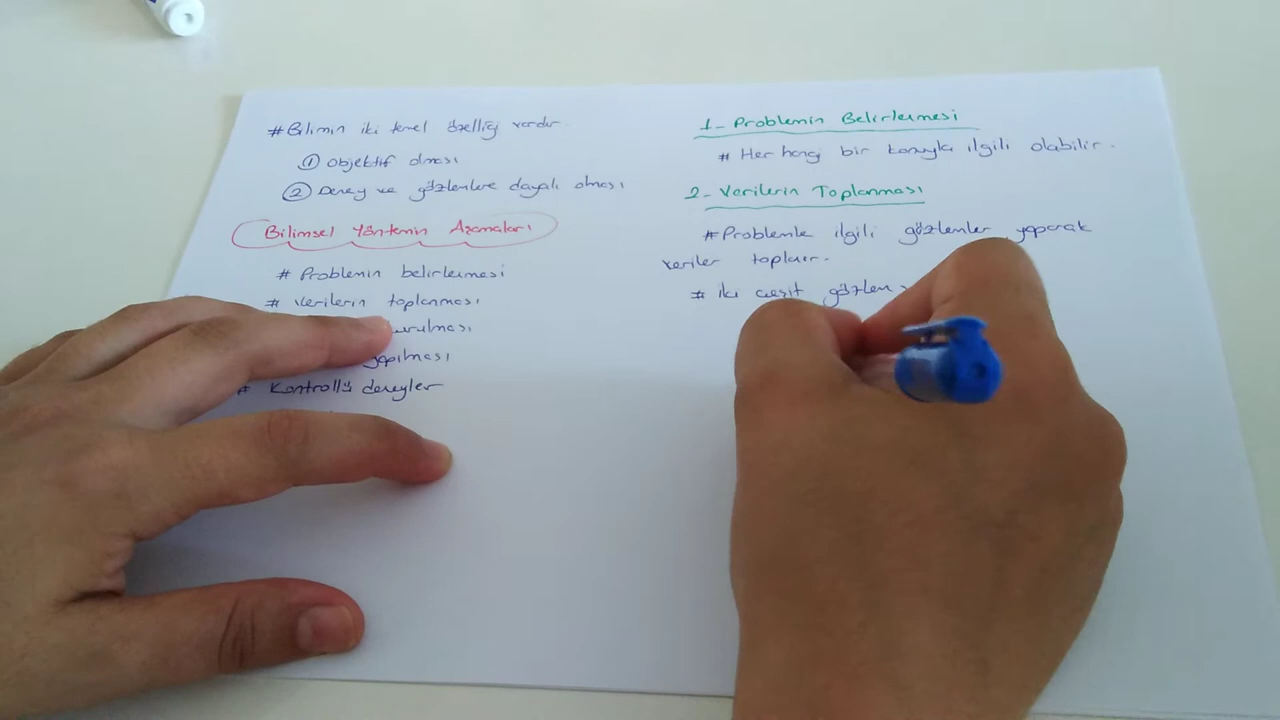 #Bilimin iki temel özelliği vardır.
① Objektif olması
② Deney ve gözlemlere dayalı olması
Bilimsel Yöntemin Aşamaları
# Problemin belirlenmesi
# Verilerin toplanması
yapılması
# Kontrollü deneyler
1- Problemin Belirlenmesi
# Her hangi bir konuyla ilgili olabilir.
2- Verilerin Toplanması
#Problemle ilgili gözlemler yaparak
veriler toplanır.
# İki çeşit gözlem